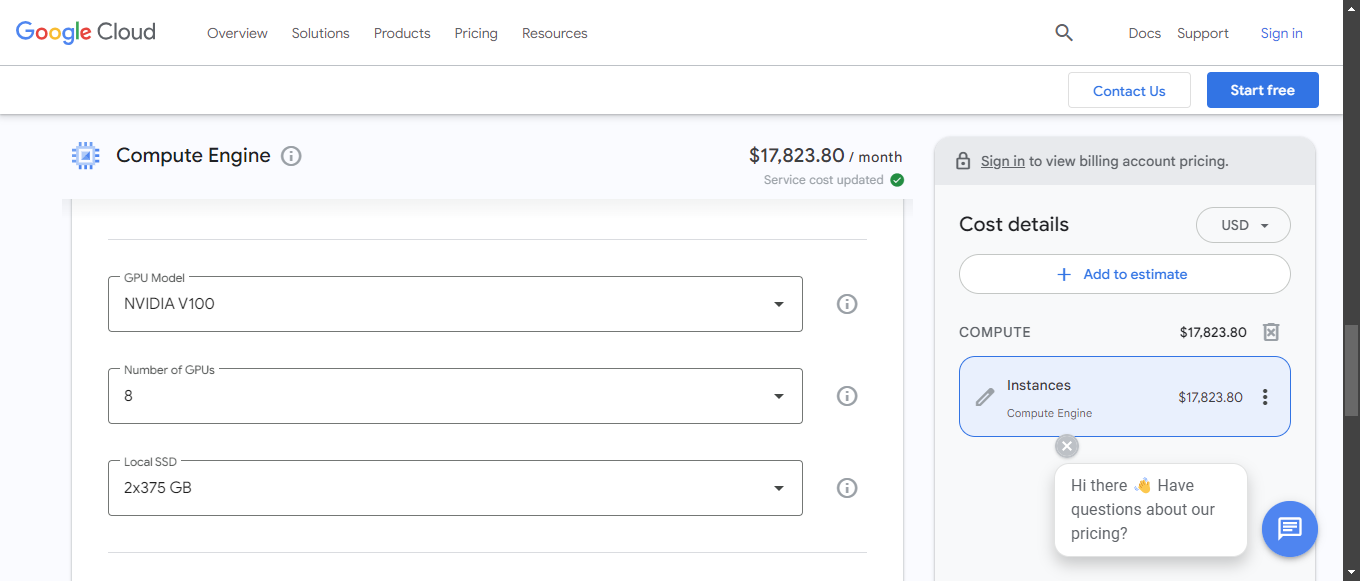 Google Cloud
Overview Solutions Products Pricing Resources
Docs Support Sign in
Contact Us Start free
Compute Engine
$17,823.80 / month
Service cost updated
GPU Model
NVIDIA V100
Number of GPUs
8
Local SSD
2x375 GB
Sign in to view billing account pricing.
Cost details
USD
+ Add to estimate
COMPUTE $17,823.80
Instances
Compute Engine
$17,823.80
Hi there 👋 Have
questions about our
pricing?